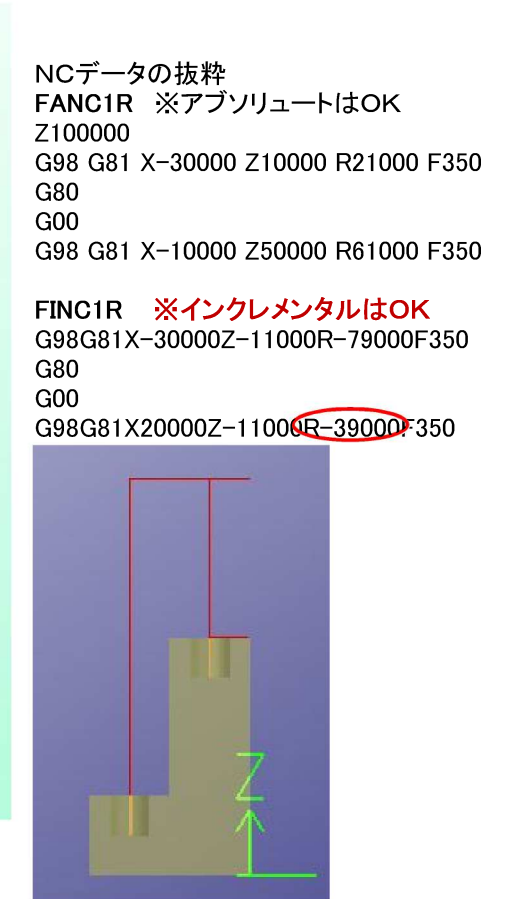 NCデータの抜粋
FANC1R ※アブソリュートはOK
Z100000
G98 G81 X-30000 Z10000 R21000 F350
G80
G00
G98 G81 X-10000 Z50000 R61000 F350
FINC1R ※インクレメンタルはOK
G98G81X-30000Z-11000R-79000F350
G80
G00
G98G81X20000Z-11000R-39000F350
Z